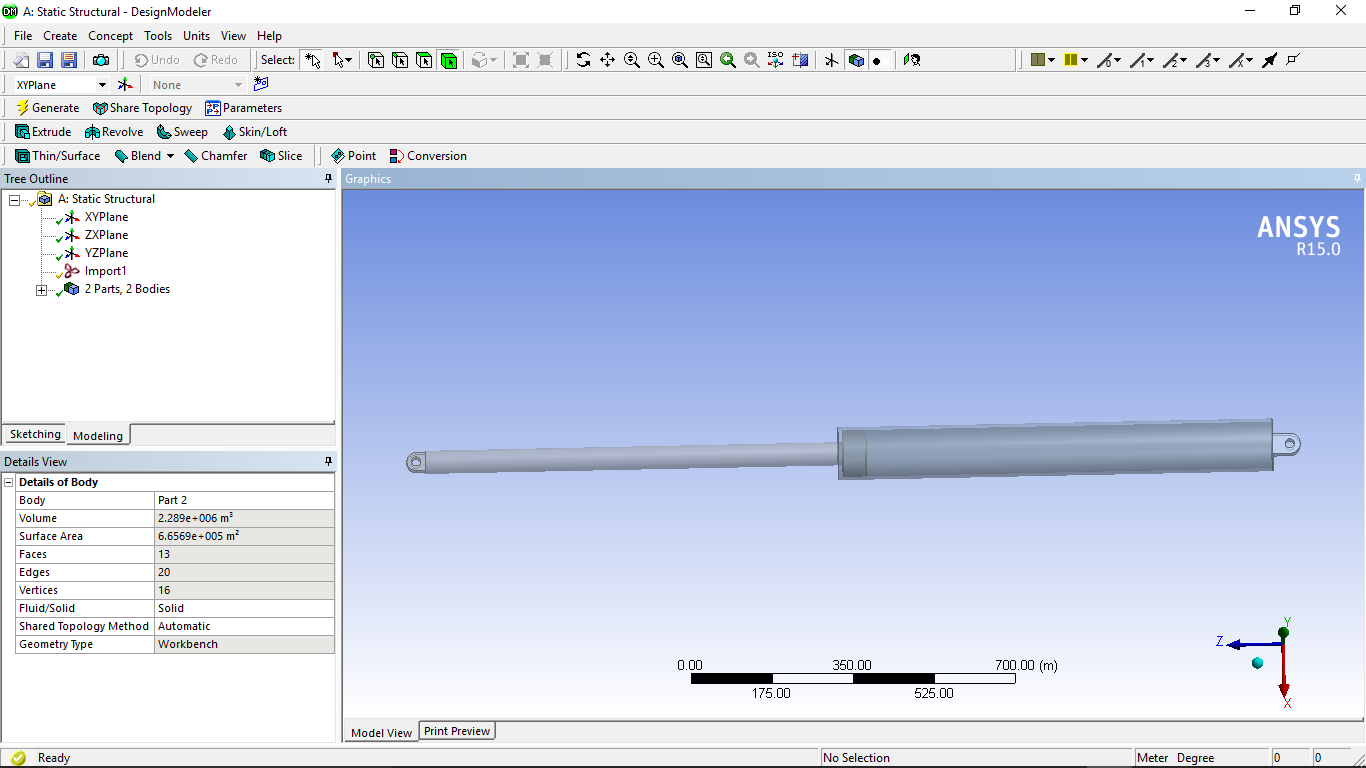 DM A: Static Structural - DesignModeler
File Create Concept Tools Units View Help
Undo Redo Select: ISO
XYPlane None
Generate Share Topology Parameters
Extrude Revolve Sweep Skin/Loft
Thin/Surface Blend Chamfer Slice Point Conversion
Tree Outline
A: Static Structural
XYPlane
ZXPlane
YZPlane
Import1
2 Parts, 2 Bodies
Sketching Modeling
Details View
Details of Body
Body Part 2
Volume 2.289e+006 m³
Surface Area 6.6569e+005 m²
Faces 13
Edges 20
Vertices 16
Fluid/Solid Solid
Shared Topology Method Automatic
Geometry Type Workbench
Graphics
ANSYS
R15.0
0.00 350.00 700.00 (m)
175.00 525.00
Y
Z
X
Model View Print Preview
Ready No Selection Meter Degree 0 0